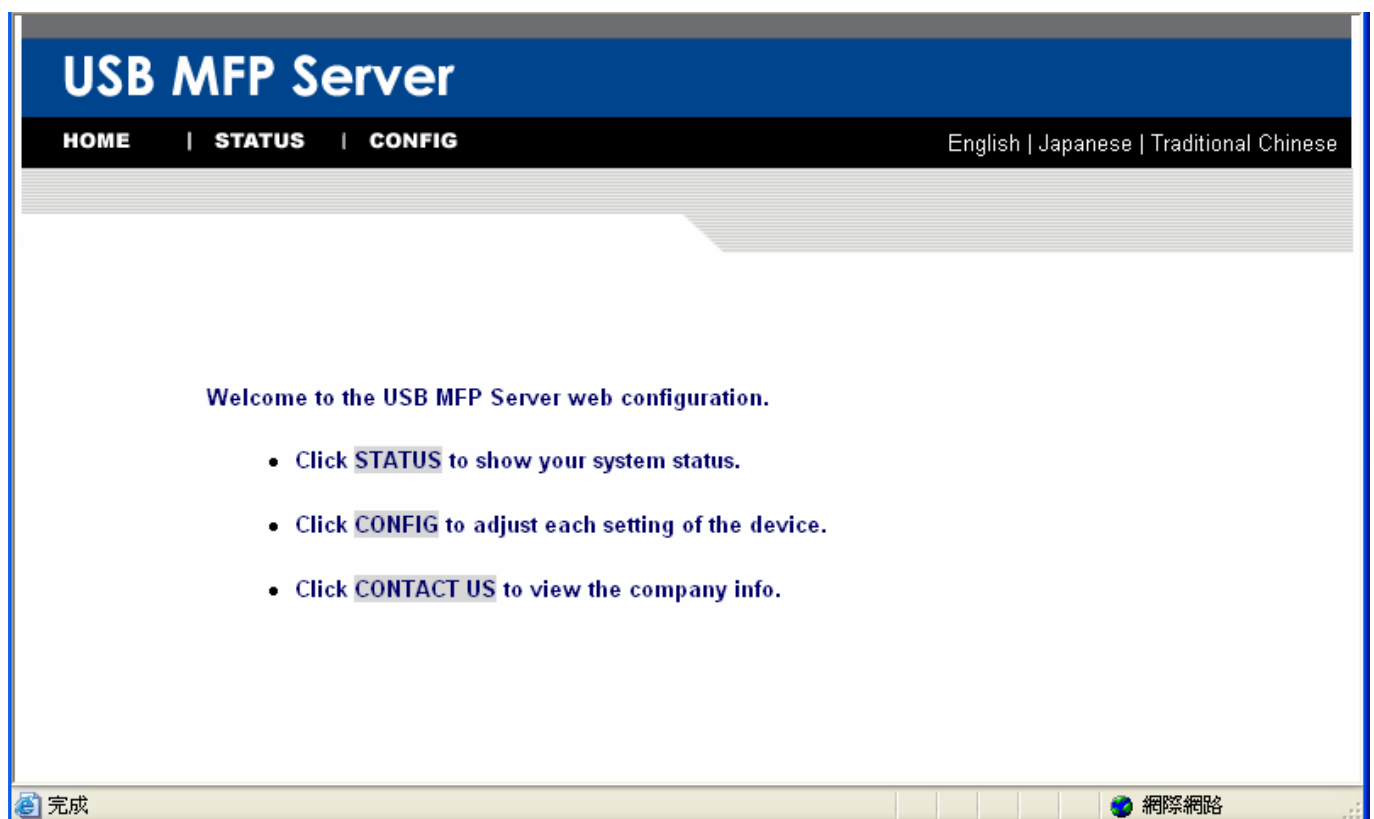 USB MFP Server
HOME | STATUS | CONFIG English | Japanese | Traditional Chinese
Welcome to the USB MFP Server web configuration.
• Click STATUS to show your system status.
• Click CONFIG to adjust each setting of the device.
• Click CONTACT US to view the company info.
完成 網際網路